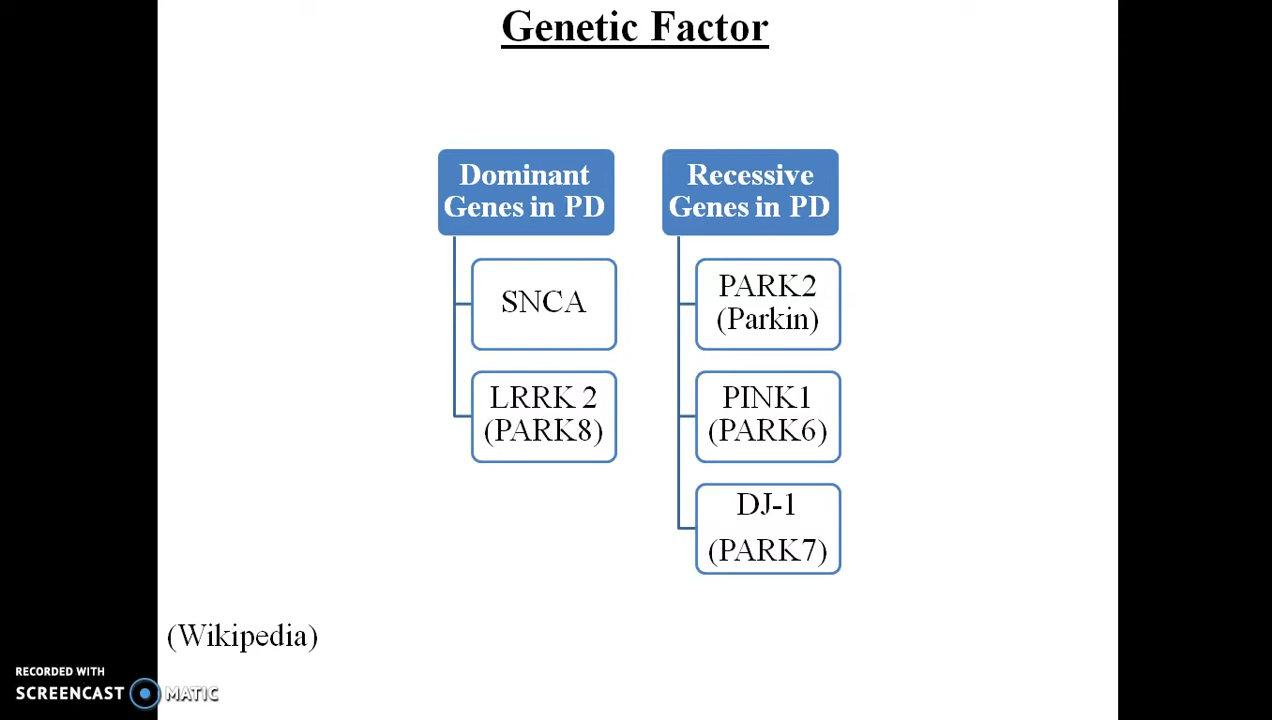 Genetic Factor
Dominant
Genes in PD
SNCA
LRRK 2
(PARK8)
Recessive
Genes in PD
PARK2
(Parkin)
PINK1
(PARK6)
DJ-1
(PARK7)
(Wikipedia)
RECORDED WITH
SCREENCAST MATIC